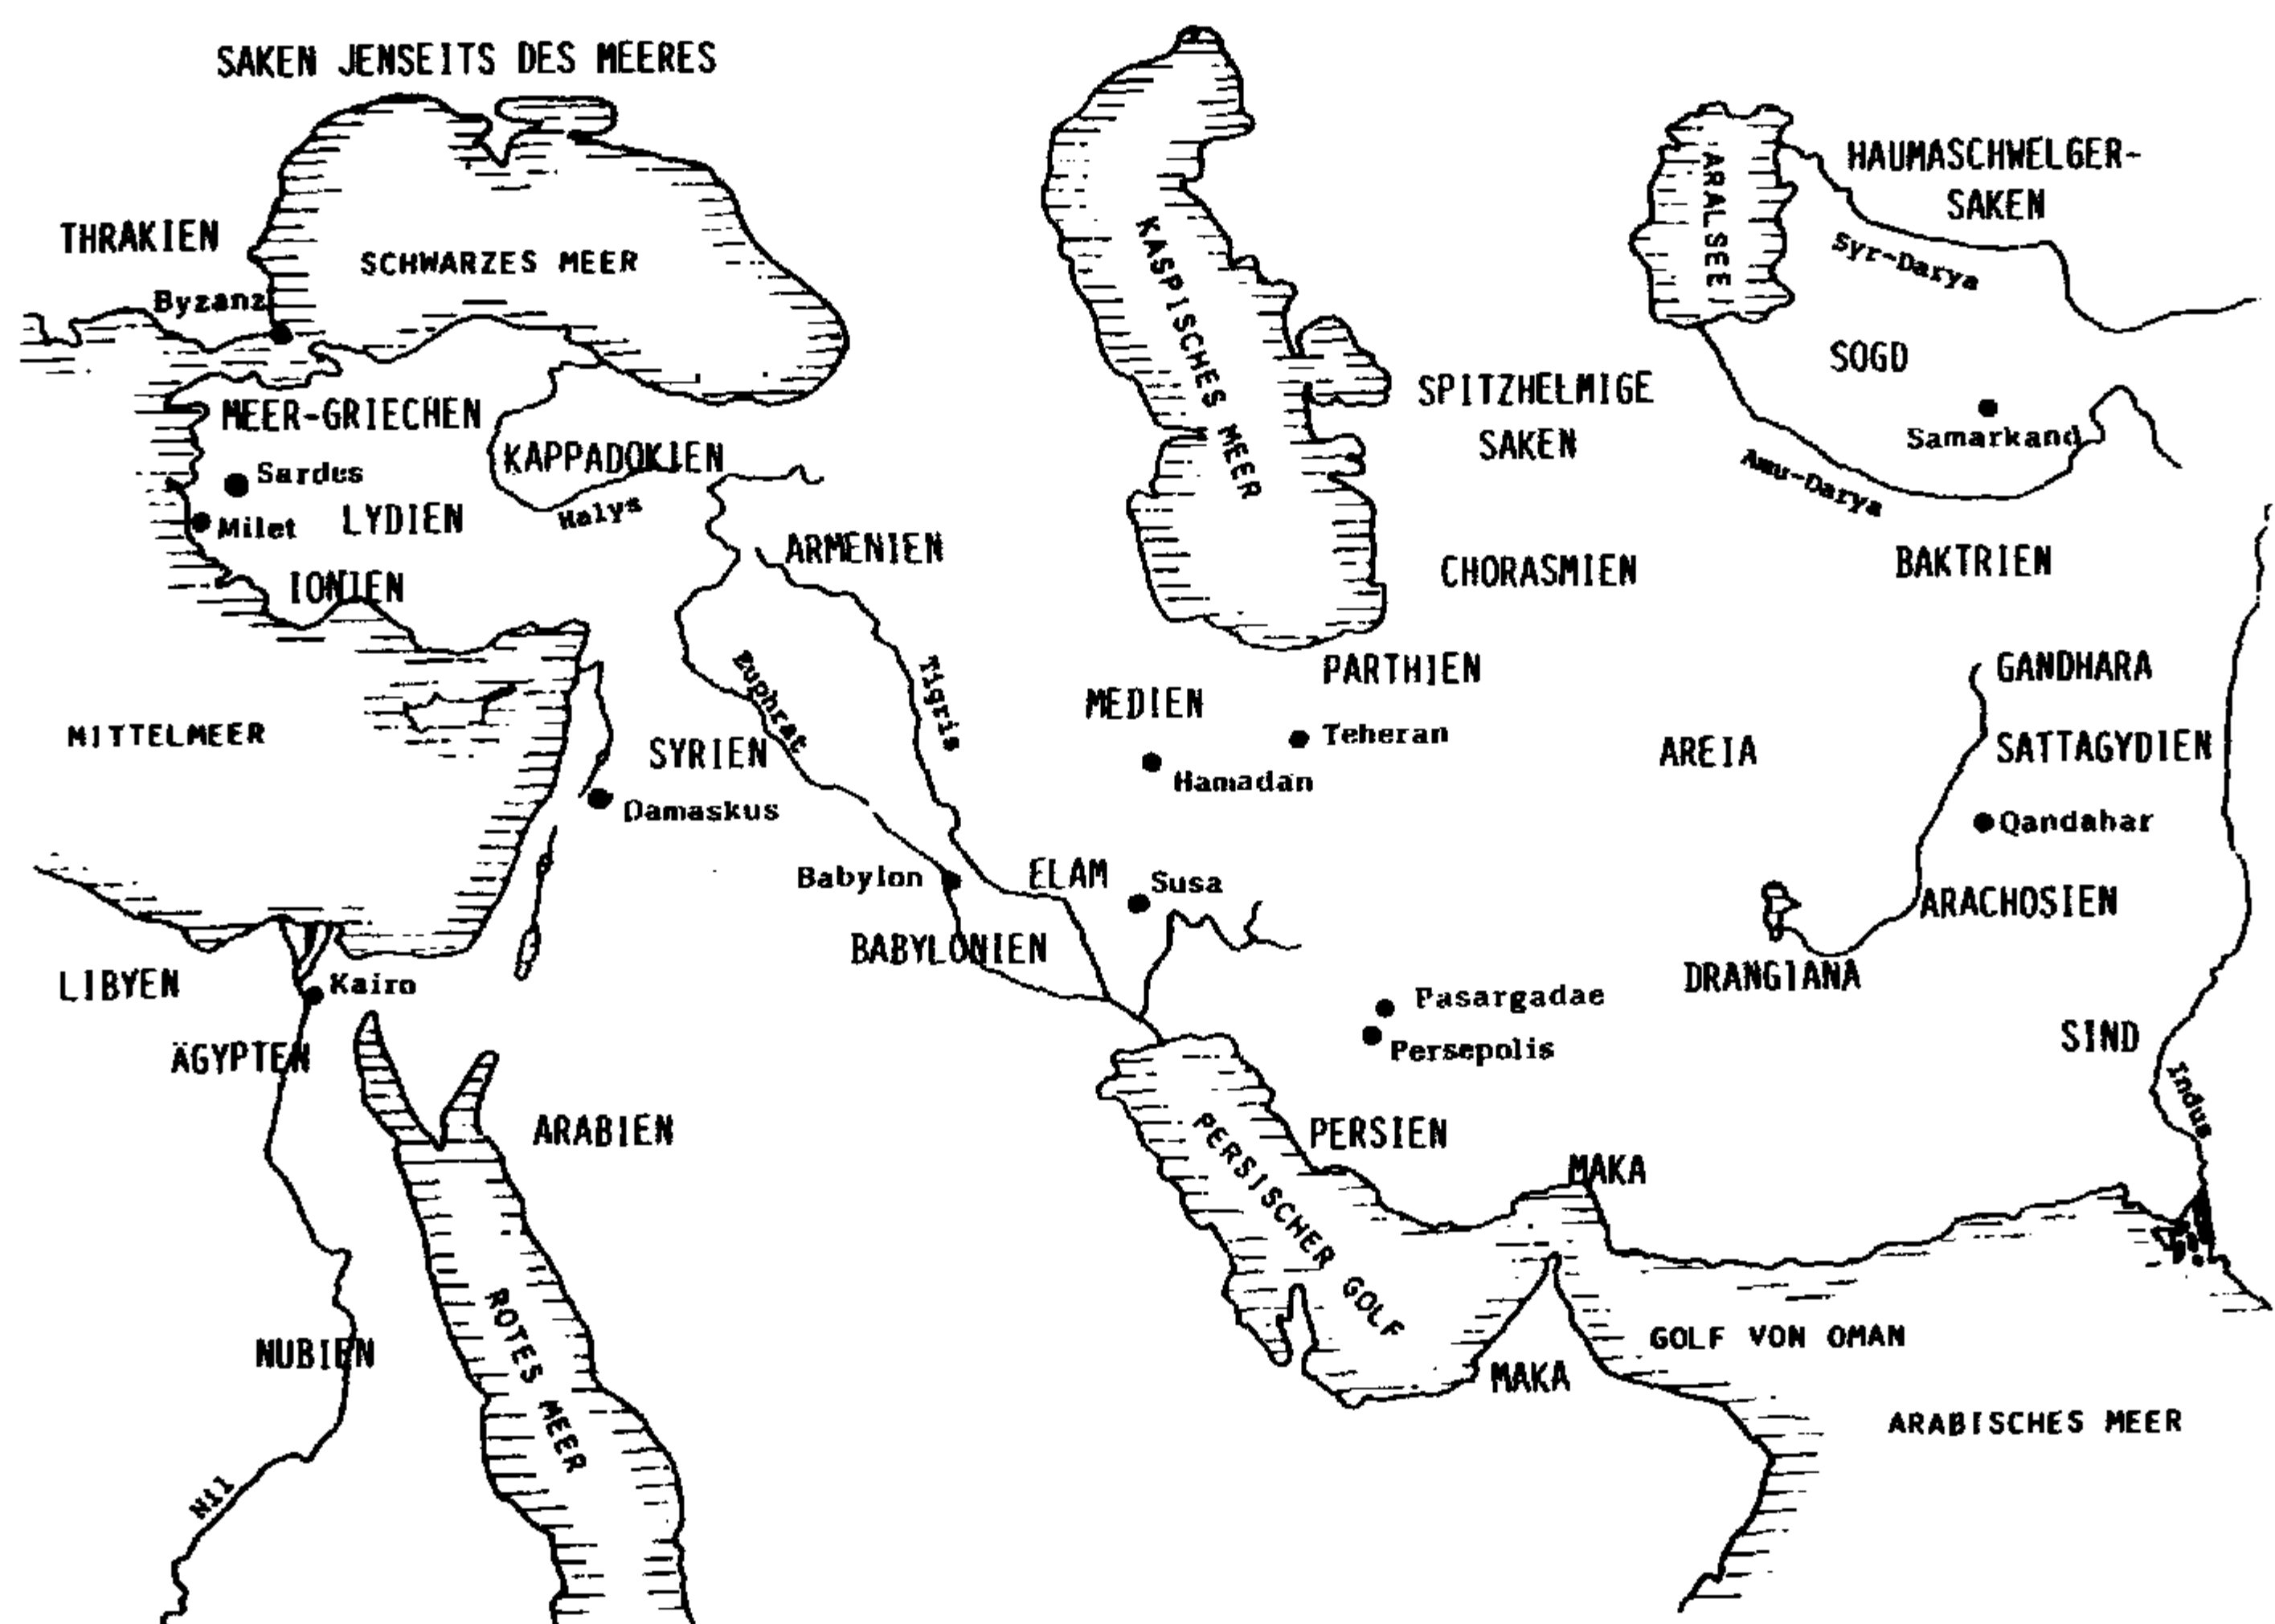 SAKEN JENSEITS DES MEERES
HAUMASCHWELGER-
SAKEN
ARALSEE
Syr-Darya
THRAKIEN
SCHWARZES MEER
KASPISCHES MEER
Byzanz
SOGD
SPITZHELMIGE
SAKEN
Samarkand
Amu-Darya
MEER-GRIECHEN
KAPPADOKIEN
Sardes
Halys
Milet
LYDIEN
ARMENIEN
IONIEN
CHORASMIEN
BAKTRIEN
PARTHIEN
GANDHARA
MEDIEN
Euphrat
Tigris
MITTELMEER
SYRIEN
Teheran
AREIA
SATTAGYDIEN
Hamadan
Damaskus
Qandahar
Babylon
ELAM
Susa
ARACHOSIEN
BABYLONIEN
LIBYEN
Kairo
DRANGIANA
Pasargadae
Persepolis
SIND
ÄGYPTEN
Indus
ARABIEN
PERSISCHER GOLF
PERSIEN
MAKA
ROTES MEER
NUBIEN
GOLF VON OMAN
MAKA
ARABISCHES MEER
Nil